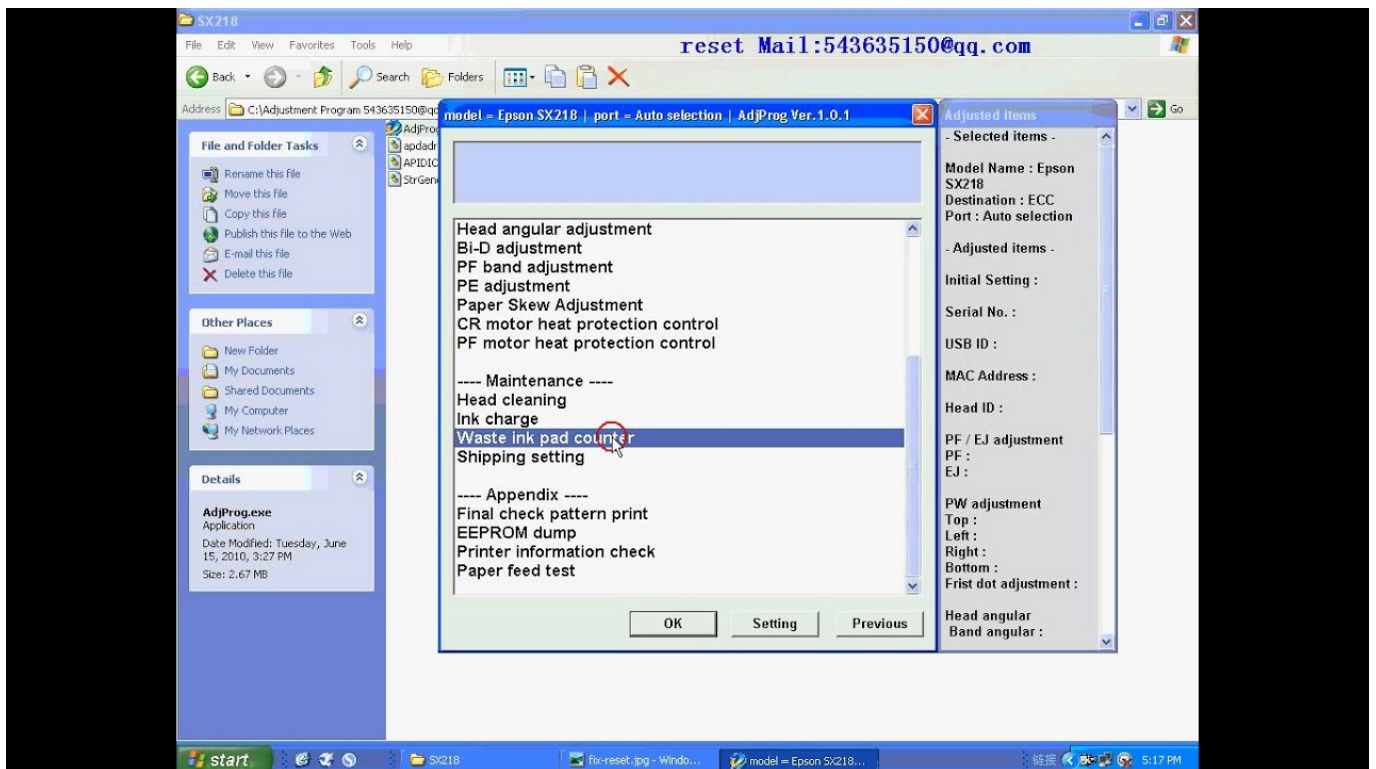 SX218
File Edit View Favorites Tools Help
reset Mail:543635150@qq.com
Back Search Folders
Address C:\Adjustment Program 543635150@qq
Go
File and Folder Tasks
Rename this file
Move this file
Copy this file
Publish this file to the Web
E-mail this file
Delete this file
Other Places
New Folder
My Documents
Shared Documents
My Computer
My Network Places
Details
AdjProg.exe
Application
Date Modified: Tuesday, June
15, 2010, 3:27 PM
Size: 2.67 MB
AdjProg
apdadr
APIDIC
StrGen
model = Epson SX218 | port = Auto selection | AdjProg Ver.1.0.1
Head angular adjustment
Bi-D adjustment
PF band adjustment
PE adjustment
Paper Skew Adjustment
CR motor heat protection control
PF motor heat protection control
---- Maintenance ----
Head cleaning
Ink charge
Waste ink pad counter
Shipping setting
---- Appendix ----
Final check pattern print
EEPROM dump
Printer information check
Paper feed test
OK Setting Previous
Adjusted items
- Selected items -
Model Name : Epson
SX218
Destination : ECC
Port : Auto selection
- Adjusted items -
Initial Setting :
Serial No. :
USB ID :
MAC Address :
Head ID :
PF / EJ adjustment
PF :
EJ :
PW adjustment
Top :
Left :
Right :
Bottom :
Frist dot adjustment :
Head angular
Band angular :
start SX218 fix-reset.jpg - Windo... model = Epson SX218... 链接 5:17 PM